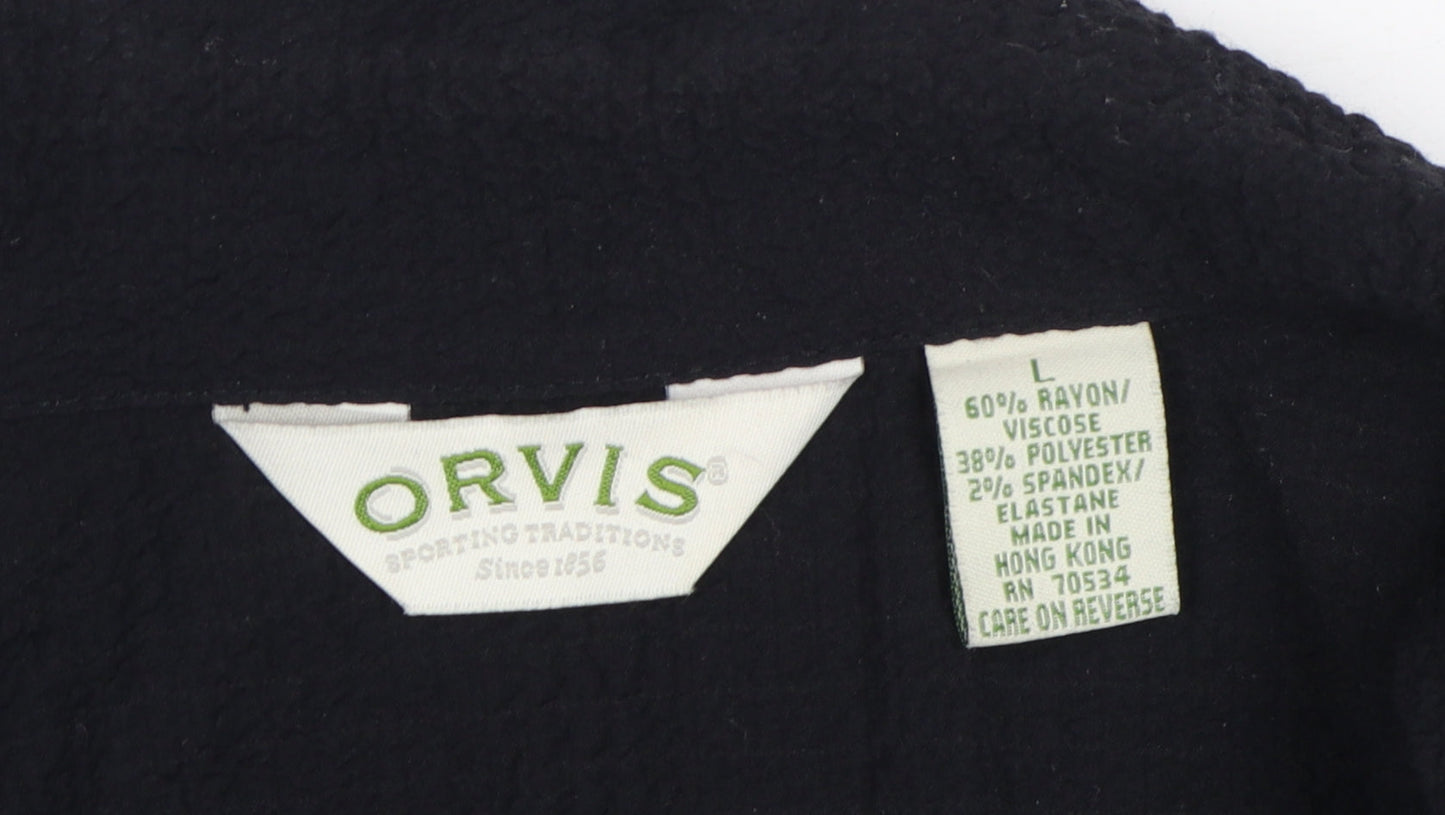 ORVIS®
SPORTING TRADITIONS
Since 1856
L
60% RAYON/
VISCOSE
38% POLYESTER
2% SPANDEX/
ELASTANE
MADE IN
HONG KONG
RN 70534
CARE ON REVERSE